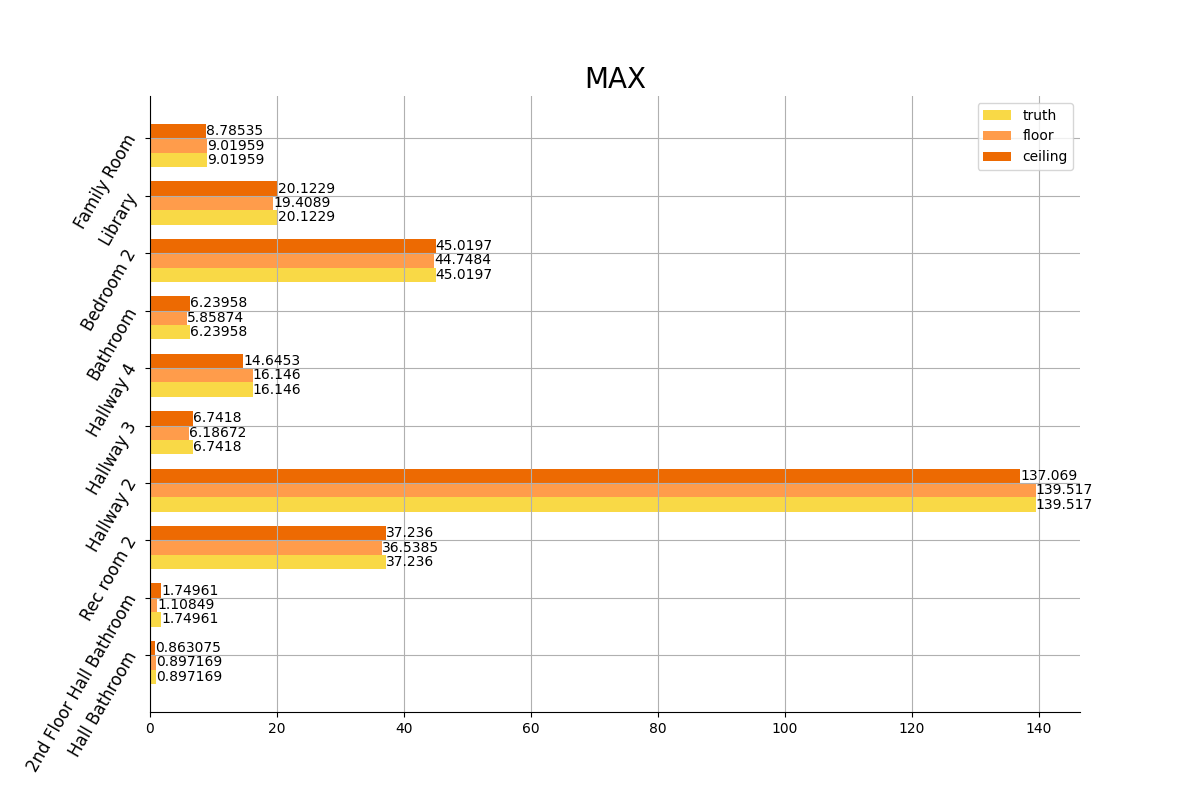 MAX
truth
floor
ceiling
Family Room
8.78535
9.01959
9.01959
Library
20.1229
19.4089
20.1229
Bedroom 2
45.0197
44.7484
45.0197
Bathroom
6.23958
5.85874
6.23958
Hallway 4
14.6453
16.146
16.146
Hallway 3
6.7418
6.18672
6.7418
Hallway 2
137.069
139.517
139.517
Rec room 2
37.236
36.5385
37.236
2nd Floor Hall Bathroom
1.74961
1.10849
1.74961
Hall Bathroom
0.863075
0.897169
0.897169
0 20 40 60 80 100 120 140